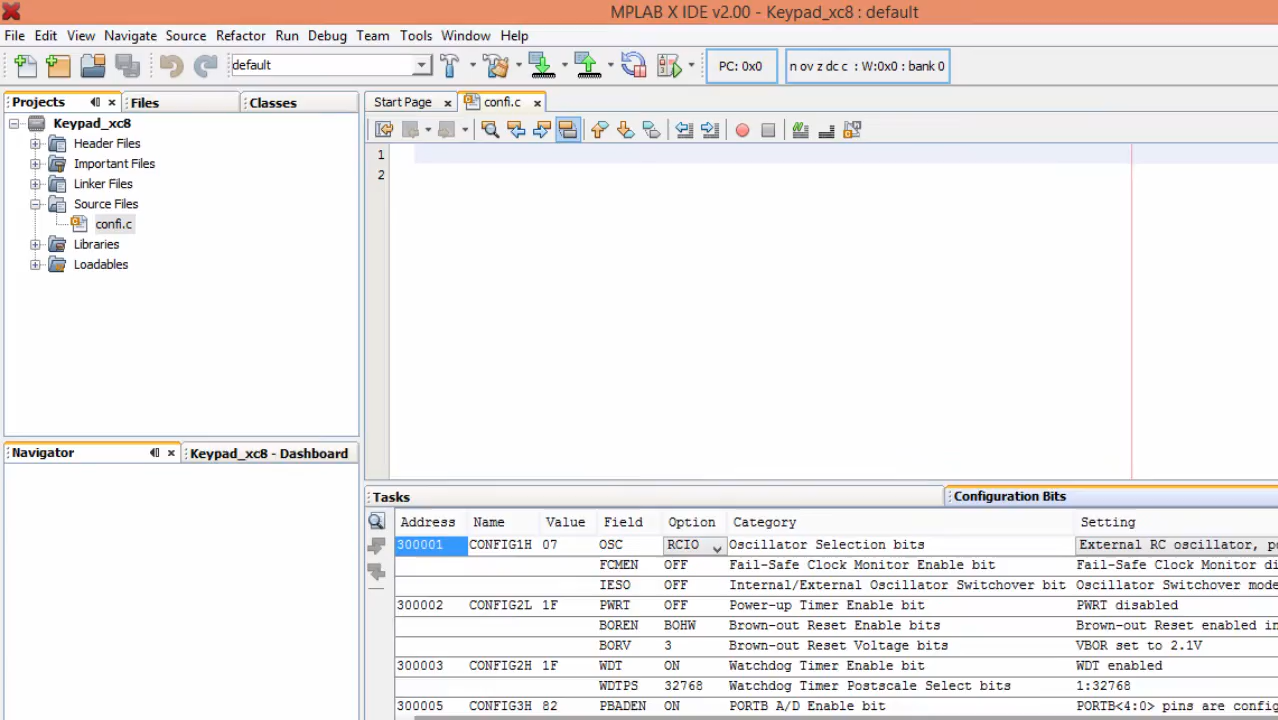 MPLAB X IDE v2.00 - Keypad_xc8 : default
File Edit View Navigate Source Refactor Run Debug Team Tools Window Help
default PC: 0x0 n ov z dc c : W:0x0 : bank 0
Projects Files Classes Start Page confi.c
Keypad_xc8
Header Files
Important Files
Linker Files
Source Files
confi.c
Libraries
Loadables
1
2
Navigator Keypad_xc8 - Dashboard
Tasks Configuration Bits
Address Name Value Field Option Category Setting
300001 CONFIG1H 07 OSC RCIO Oscillator Selection bits External RC oscillator, po
FCMEN OFF Fail-Safe Clock Monitor Enable bit Fail-Safe Clock Monitor di
IESO OFF Internal/External Oscillator Switchover bit Oscillator Switchover mode
300002 CONFIG2L 1F PWRT OFF Power-up Timer Enable bit PWRT disabled
BOREN BOHW Brown-out Reset Enable bits Brown-out Reset enabled in
BORV 3 Brown-out Reset Voltage bits VBOR set to 2.1V
300003 CONFIG2H 1F WDT ON Watchdog Timer Enable bit WDT enabled
WDTPS 32768 Watchdog Timer Postscale Select bits 1:32768
300005 CONFIG3H 82 PBADEN ON PORTB A/D Enable bit PORTB<4:0> pins are config